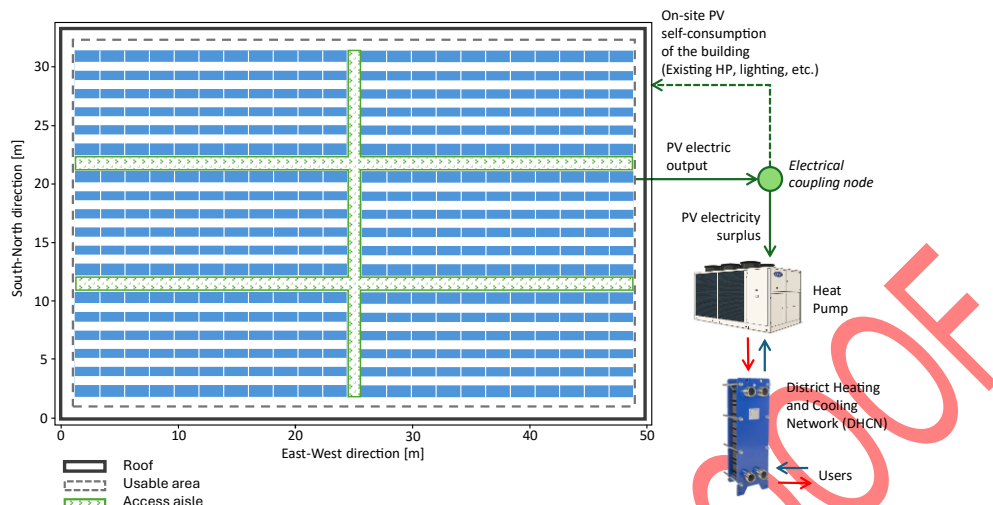 On-site PV
self-consumption
of the building
(Existing HP, lighting, etc.)
PV electric
output
Electrical
coupling node
PV electricity
surplus
Heat
Pump
District Heating
and Cooling
Network (DHCN)
Users
South-North direction [m]
30
25
20
15
10
5
0
0
10
20
30
40
50
East-West direction [m]
Roof
Usable area
Access aisle
OOF